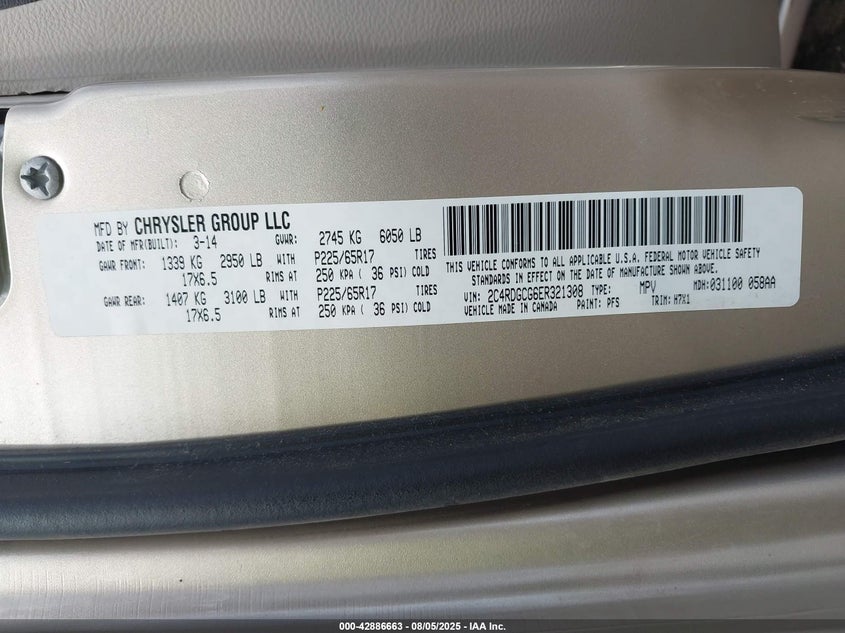 MFD BY CHRYSLER GROUP LLC
DATE OF MFR(BUILT): 3-14 GVWR: 2745 KG 6050 LB
GAWR FRONT: 1339 KG 2950 LB WITH P225/65R17 TIRES
17X6.5 RIMS AT 250 KPA ( 36 PSI) COLD
GAWR REAR: 1407 KG 3100 LB WITH P225/65R17 TIRES
17X6.5 RIMS AT 250 KPA ( 36 PSI) COLD
THIS VEHICLE CONFORMS TO ALL APPLICABLE U.S.A. FEDERAL MOTOR VEHICLE SAFETY
STANDARDS IN EFFECT ON THE DATE OF MANUFACTURE SHOWN ABOVE.
VIN: 2C4RDGCG6ER321308 TYPE: MPV MDH: 031100 058AA
VEHICLE MADE IN CANADA PAINT: PFS TRIM: H7X1
000-42886663 - 08/05/2025 - IAA Inc.